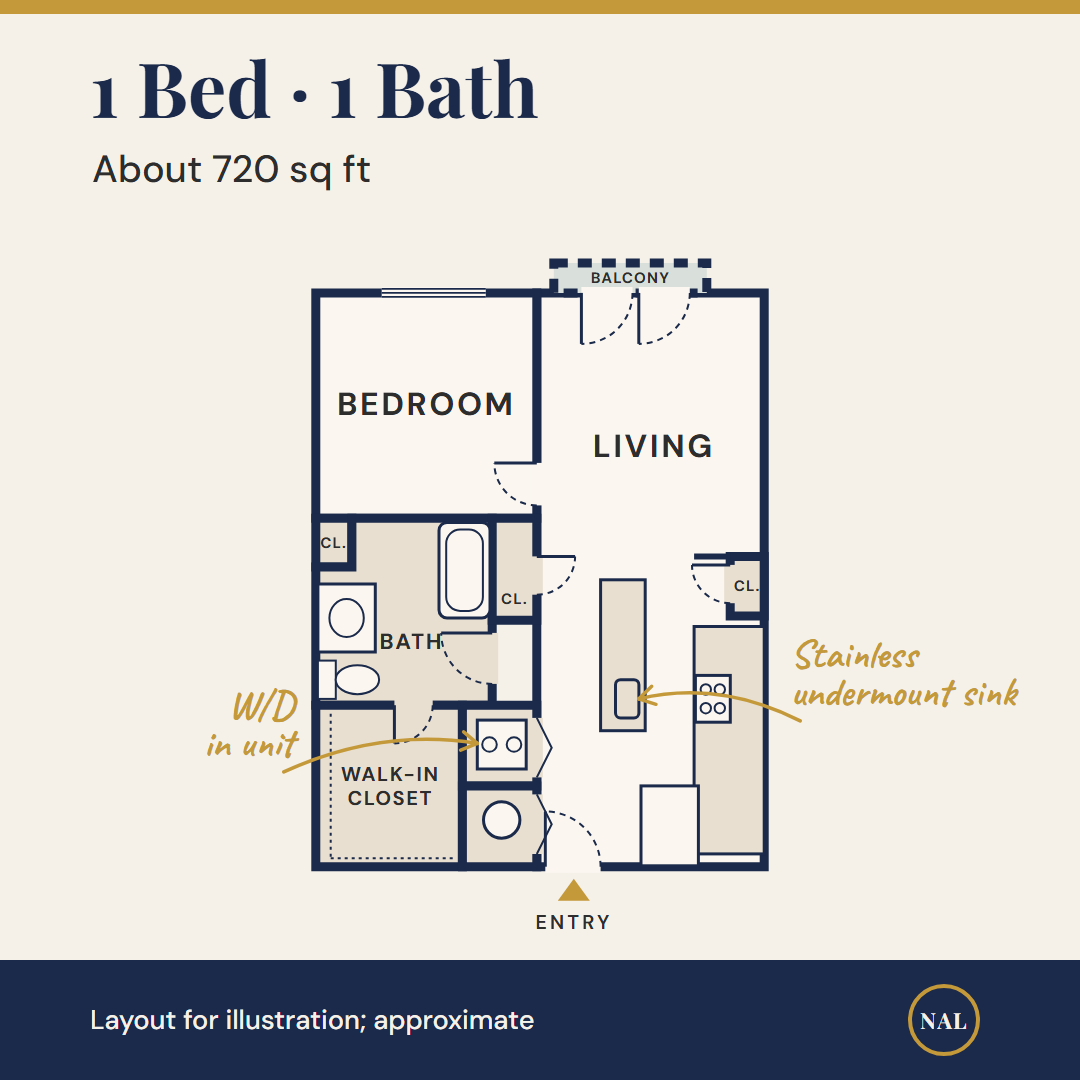 1 Bed · 1 Bath
About 720 sq ft
BALCONY
BEDROOM
LIVING
CL.
CL.
CL.
BATH
Stainless
undermount sink
W/D
in unit
WALK-IN
CLOSET
ENTRY
Layout for illustration; approximate
NAL